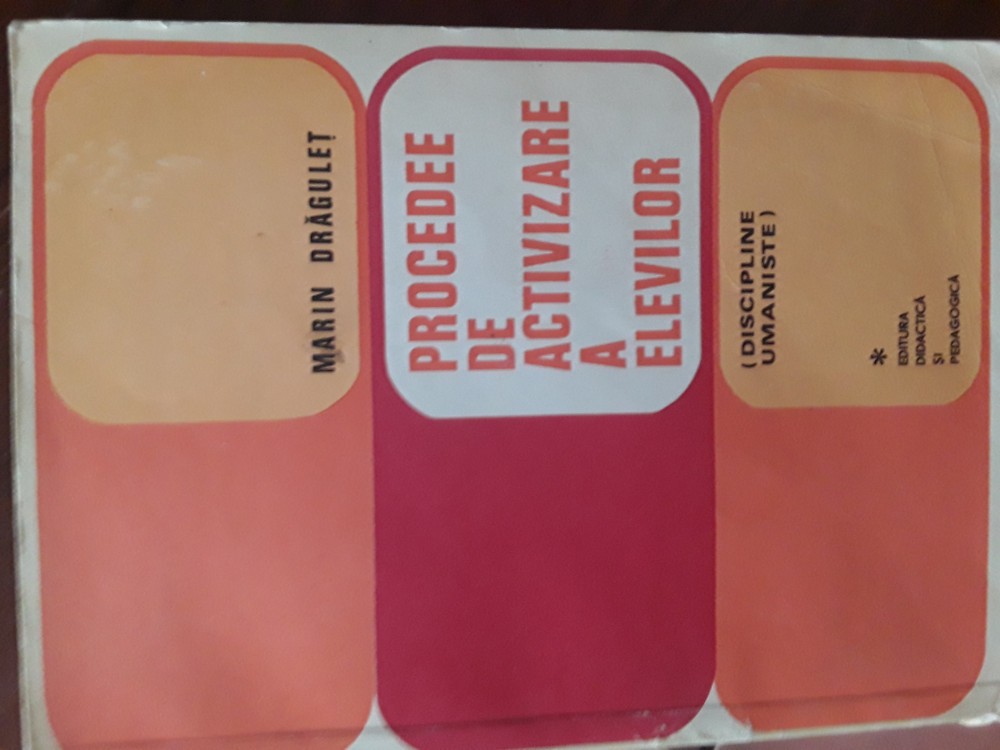 MARIN DRĂGULEȚ
PROCEDEE
DE
ACTIVIZARE
A
ELEVILOR
(DISCIPLINE
UMANISTE)
*
EDITURA
DIDACTICĂ
ȘI
PEDAGOGICĂ